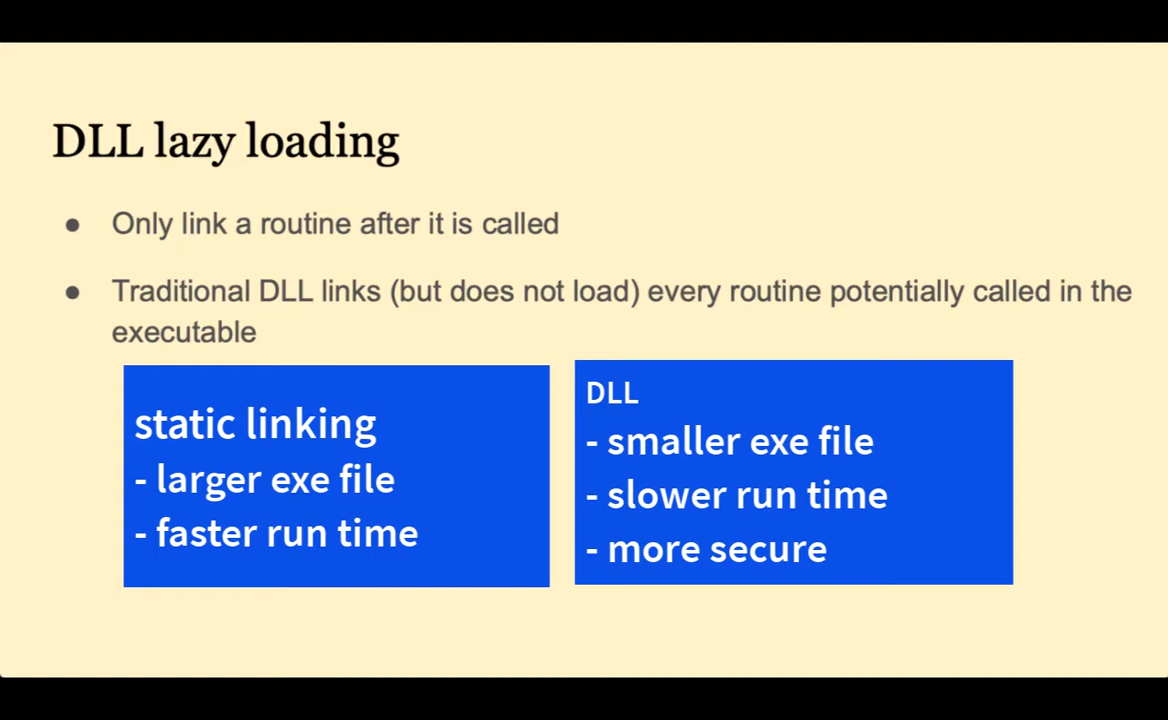 DLL lazy loading
● Only link a routine after it is called
● Traditional DLL links (but does not load) every routine potentially called in the
executable
static linking
- larger exe file
- faster run time
DLL
- smaller exe file
- slower run time
- more secure